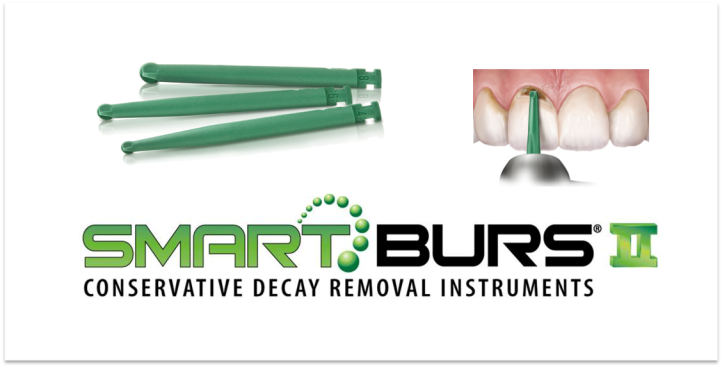 SMARTBURS® II
CONSERVATIVE DECAY REMOVAL INSTRUMENTS